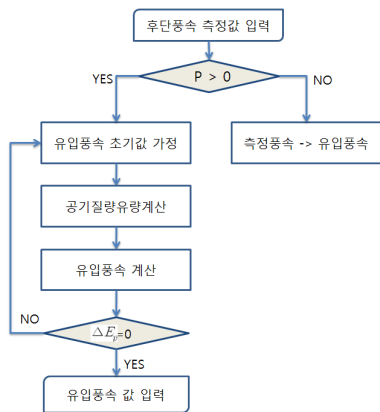 후단풍속 측정값 입력
P > 0
YES
NO
유입풍속 초기값 가정
측정풍속 -> 유입풍속
공기질량유량계산
유입풍속 계산
NO
△E_p=0
YES
유입풍속 값 입력